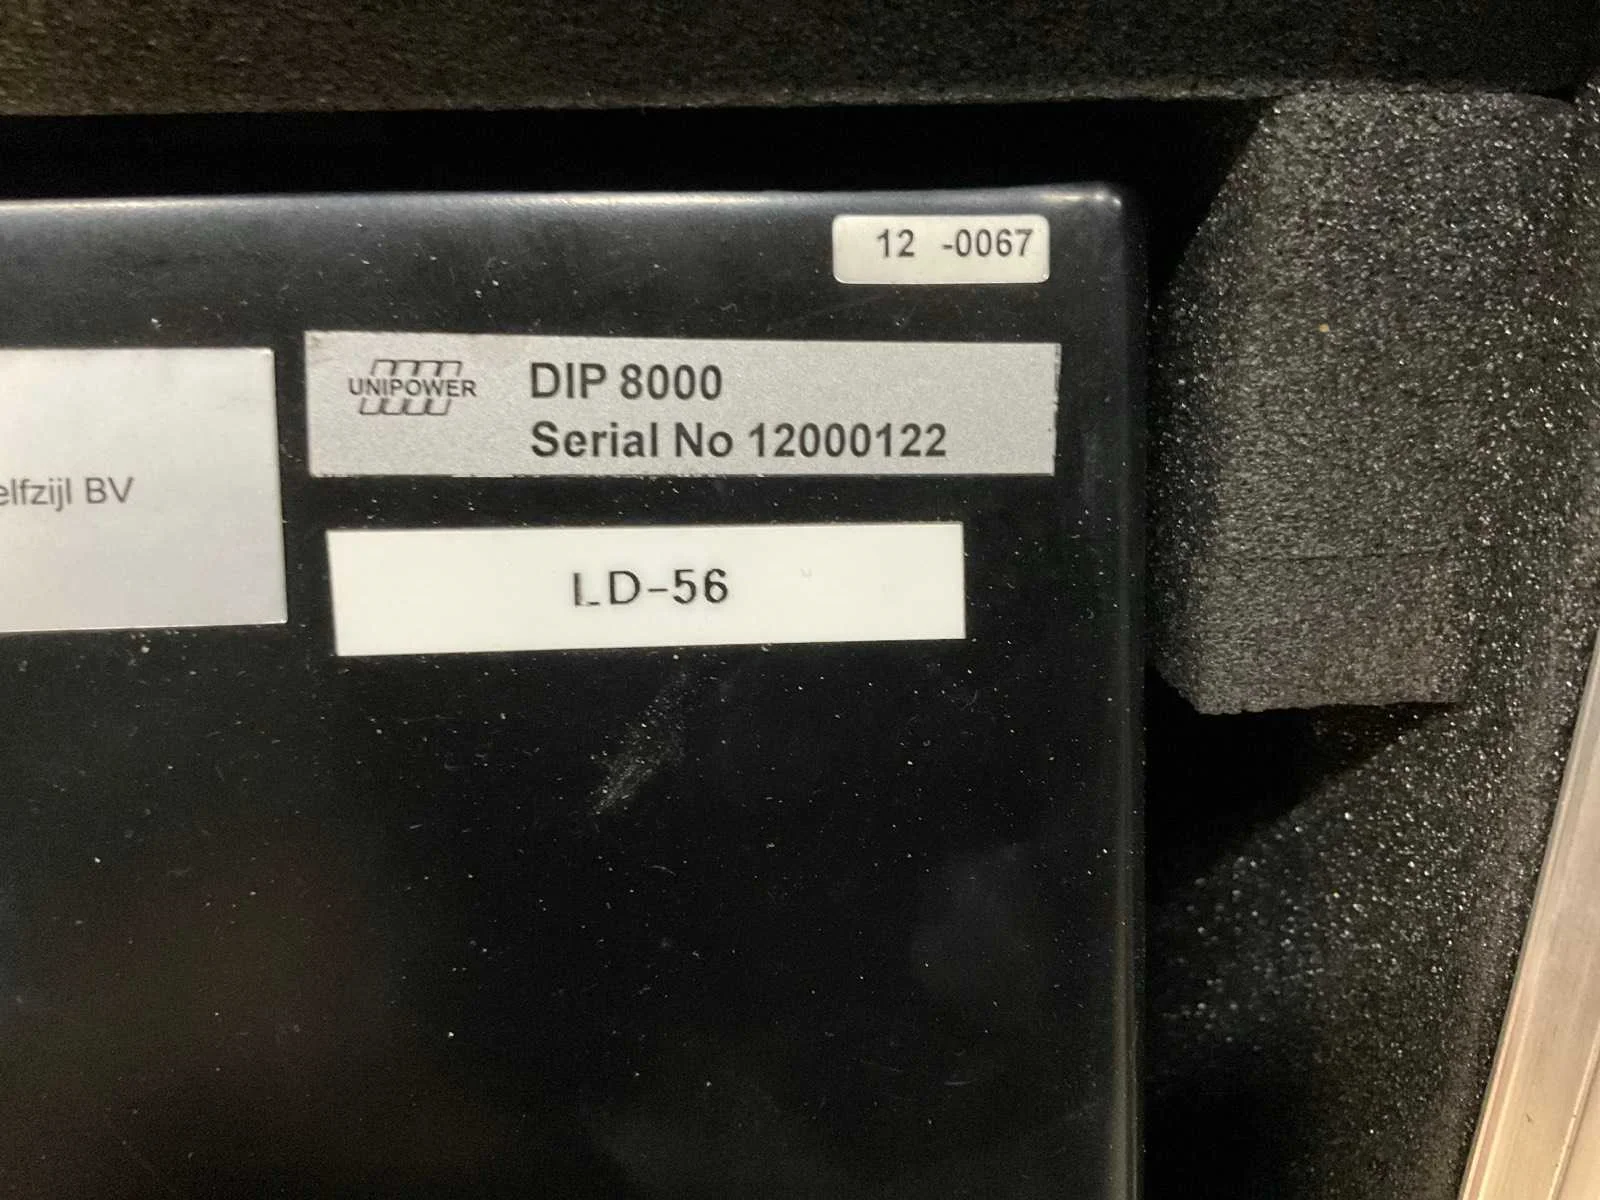 12 -0067
UNIPOWER
DIP 8000
Serial No 12000122
elfzijl BV
LD-56